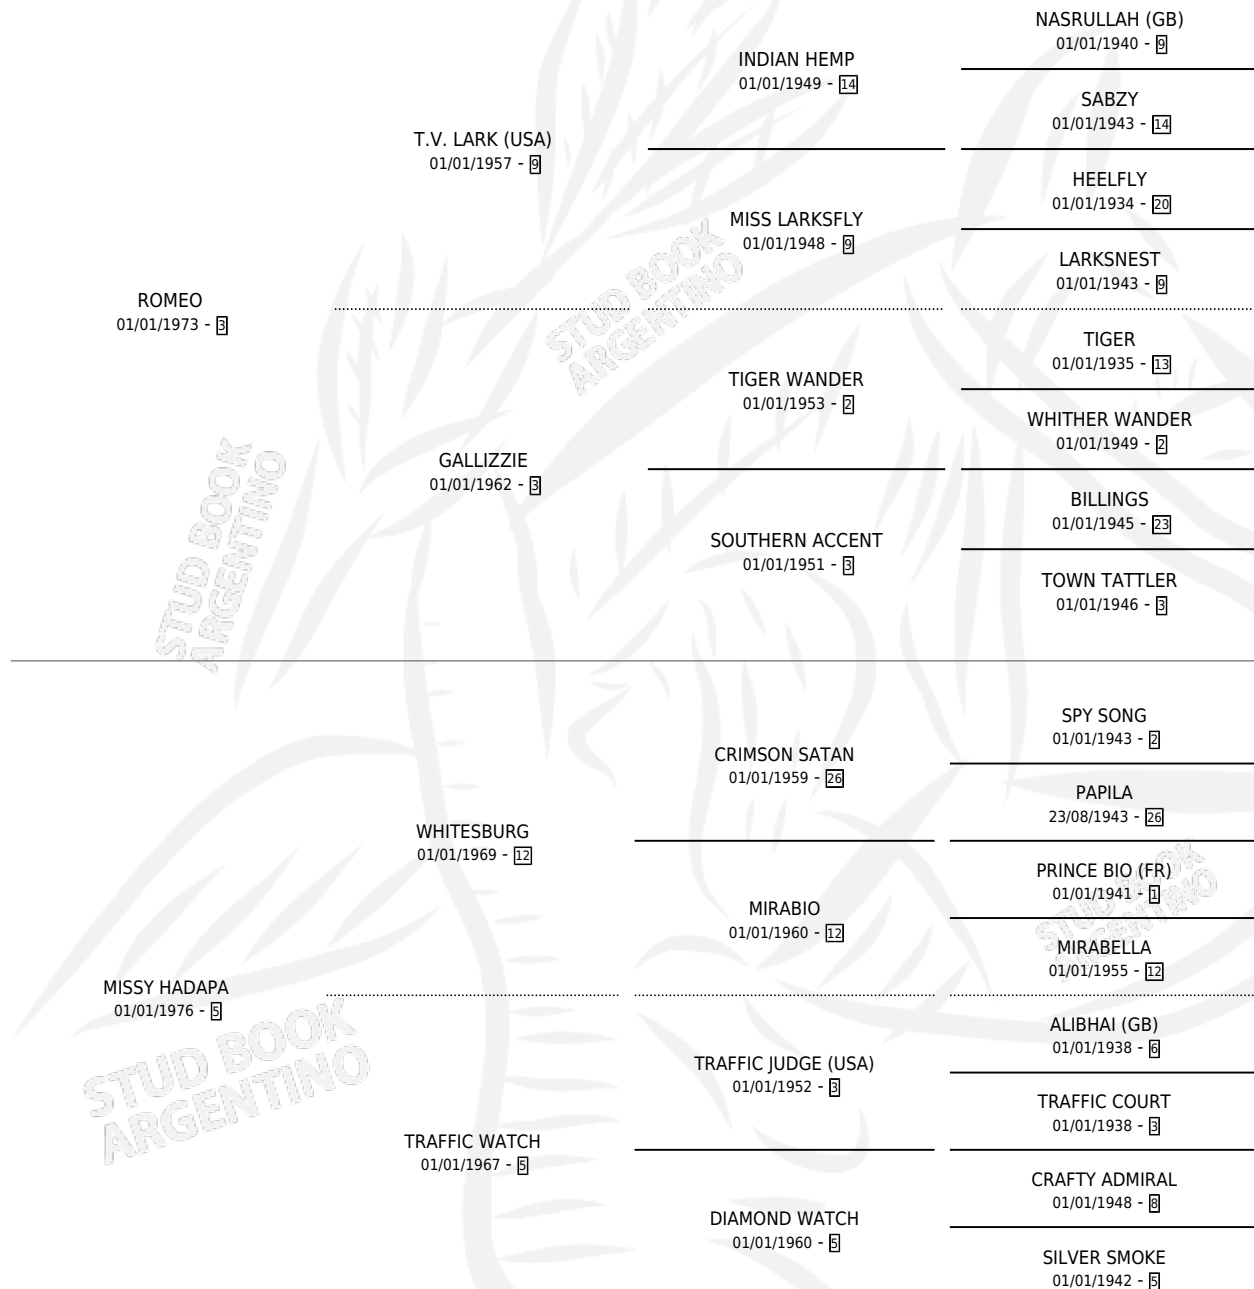 NASRULLAH (GB)
01/01/1940 - 9
INDIAN HEMP
01/01/1949 - 14
SABZY
01/01/1943 - 14
T.V. LARK (USA)
01/01/1957 - 9
HEELFLY
01/01/1934 - 20
MISS LARKSFLY
01/01/1948 - 9
LARKSNEST
01/01/1943 - 9
ROMEO
01/01/1973 - 3
TIGER
01/01/1935 - 13
TIGER WANDER
01/01/1953 - 2
WHITHER WANDER
01/01/1949 - 2
GALLIZZIE
01/01/1962 - 3
BILLINGS
01/01/1945 - 23
SOUTHERN ACCENT
01/01/1951 - 3
TOWN TATTLER
01/01/1946 - 3
SPY SONG
01/01/1943 - 2
CRIMSON SATAN
01/01/1959 - 26
PAPILA
23/08/1943 - 26
WHITESBURG
01/01/1969 - 12
PRINCE BIO (FR)
01/01/1941 - 1
MIRABIO
01/01/1960 - 12
MIRABELLA
01/01/1955 - 12
MISSY HADAPA
01/01/1976 - 5
ALIBHAI (GB)
01/01/1938 - 6
TRAFFIC JUDGE (USA)
01/01/1952 - 3
TRAFFIC COURT
01/01/1938 - 3
TRAFFIC WATCH
01/01/1967 - 5
CRAFTY ADMIRAL
01/01/1948 - 8
DIAMOND WATCH
01/01/1960 - 5
SILVER SMOKE
01/01/1942 - 5
STUD BOOK
ARGENTINO
STUD BOOK
ARGENTINO
STUD BOOK
ARGENTINO
STUD BOOK
ARGENTINO